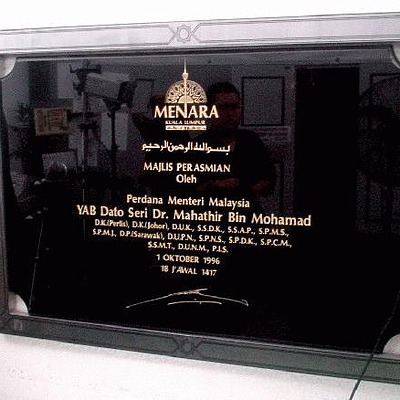 MENARA
KUALA LUMPUR
بسم الله الرحمن الرحيم
MAJLIS PERASMIAN
Oleh
Perdana Menteri Malaysia
YAB Dato Seri Dr. Mahathir Bin Mohamad
D.K.(Perlis), D.K.(Johor), D.U.K., S.S.D.K., S.S.A.P., S.P.M.S.,
S.P.M.J., D.P.(Sarawak), D.U.P.N., S.P.N.S., S.P.D.K., S.P.C.M.,
S.S.M.T., D.U.N.M., P.I.S.
1 OKTOBER 1996
18 J'AWAL 1417